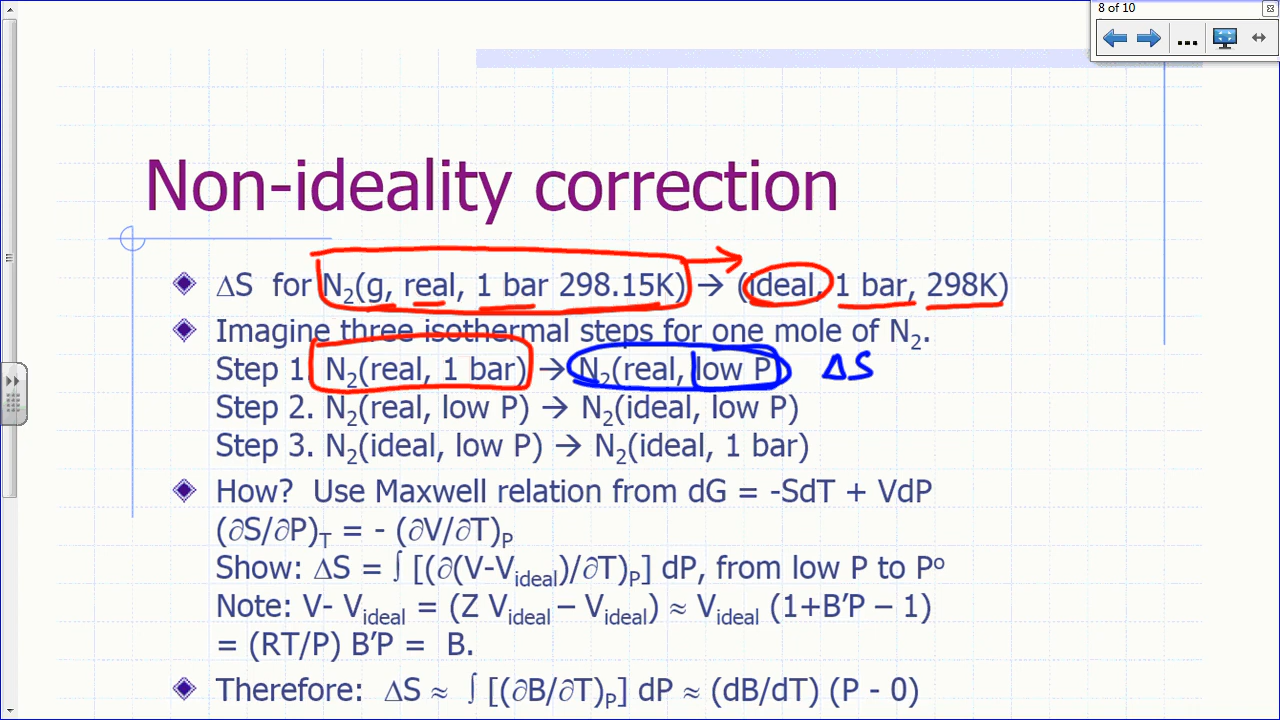 8 of 10
Non-ideality correction
ΔS for N₂(g, real, 1 bar 298.15K) → (ideal, 1 bar, 298K)
Imagine three isothermal steps for one mole of N₂.
Step 1 N₂(real, 1 bar) → N₂(real, low P) ΔS
Step 2. N₂(real, low P) → N₂(ideal, low P)
Step 3. N₂(ideal, low P) → N₂(ideal, 1 bar)
How? Use Maxwell relation from dG = -SdT + VdP
(∂S/∂P)T = - (∂V/∂T)P
Show: ΔS = ∫ [(∂(V-Videal)/∂T)P] dP, from low P to Pº
Note: V- Videal = (Z Videal – Videal) ≈ Videal (1+B’P – 1)
= (RT/P) B’P = B.
Therefore: ΔS ≈ ∫ [(∂B/∂T)P] dP ≈ (dB/dT) (P - 0)